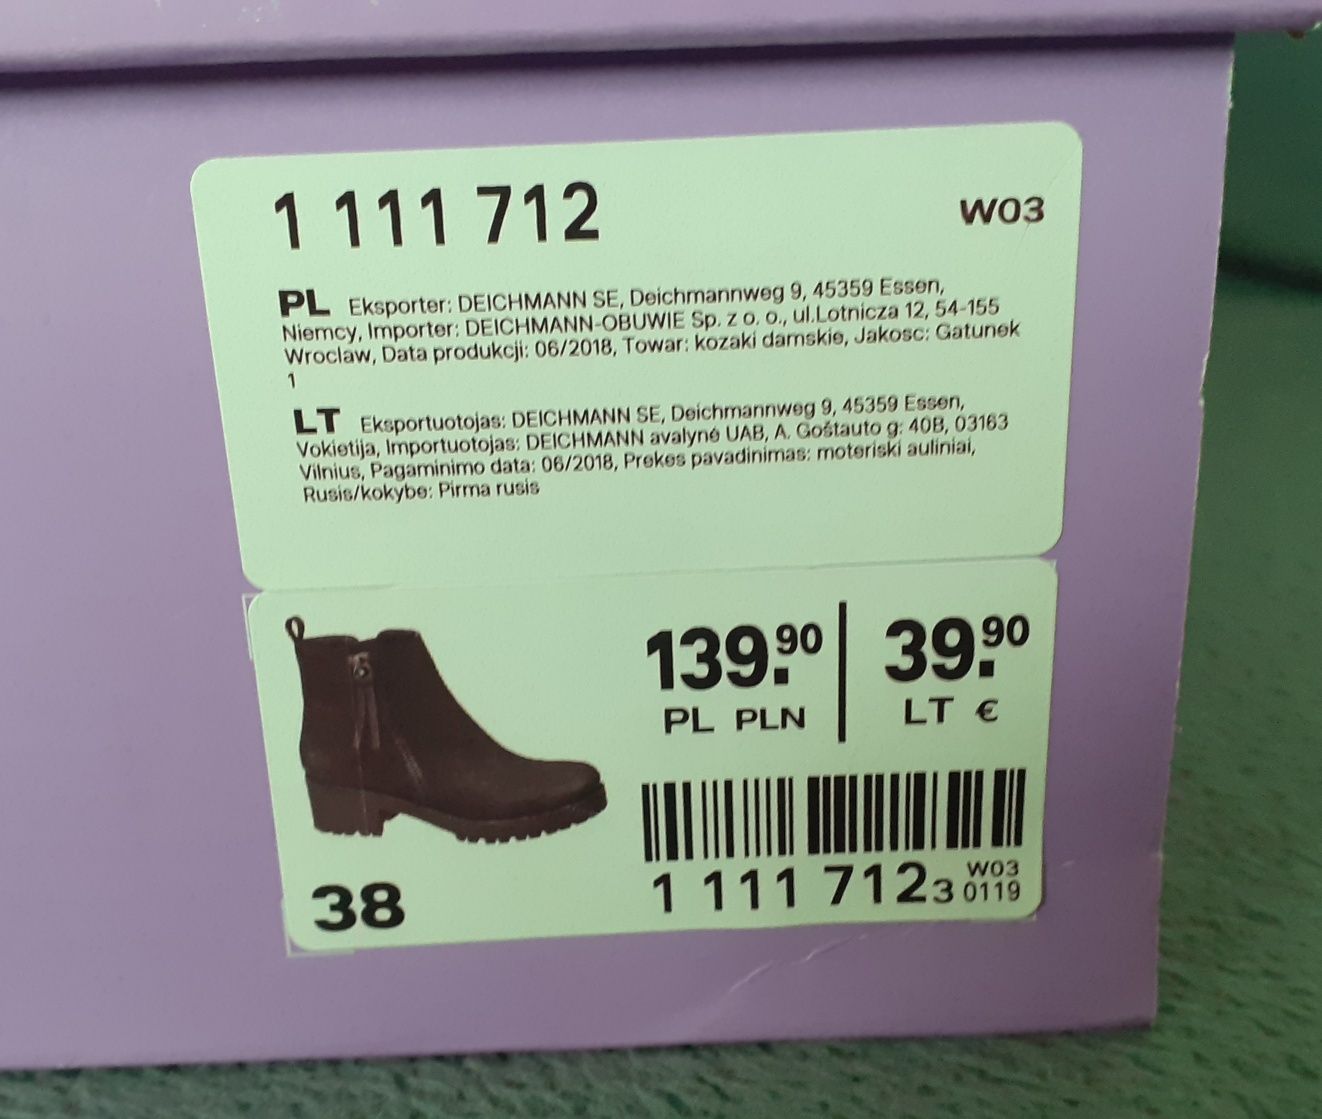 1 111 712 W03
PL Eksporter: DEICHMANN SE, Deichmannweg 9, 45359 Essen,
Niemcy, Importer: DEICHMANN-OBUWIE Sp. z o. o., ul.Lotnicza 12, 54-155
Wroclaw, Data produkcji: 06/2018, Towar: kozaki damskie, Jakosc: Gatunek
1
LT Eksportuotojas: DEICHMANN SE, Deichmannweg 9, 45359 Essen,
Vokietija, Importuotojas: DEICHMANN avalynė UAB, A. Goštauto g: 40B, 03163
Vilnius, Pagaminimo data: 06/2018, Prekes pavadinimas: moteriski auliniai,
Rusis/kokybe: Pirma rusis
139.90 39.90
PL PLN LT €
W03
1 111 712 3 0119
38